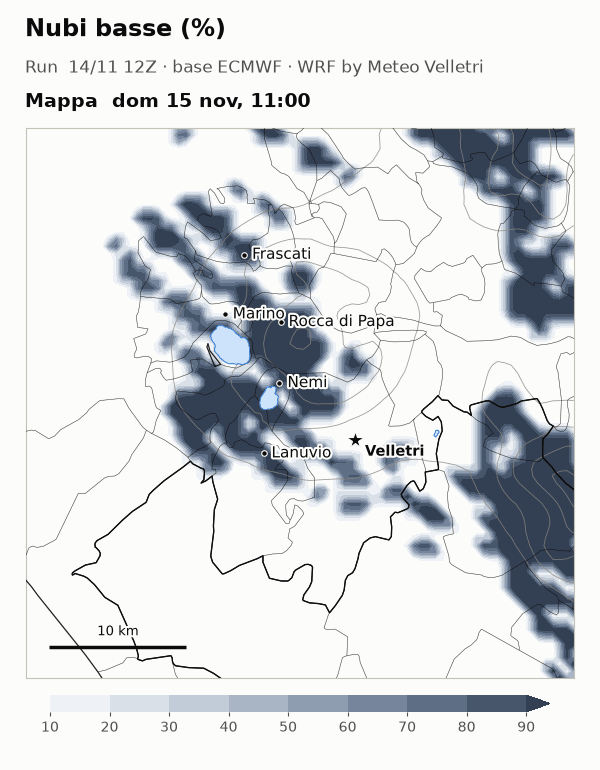 Nubi basse (%)
Run 14/11 12Z · base ECMWF · WRF by Meteo Velletri
Mappa dom 15 nov, 11:00
Frascati
Marino
Rocca di Papa
Nemi
Velletri
Lanuvio
10 km
10 20 30 40 50 60 70 80 90